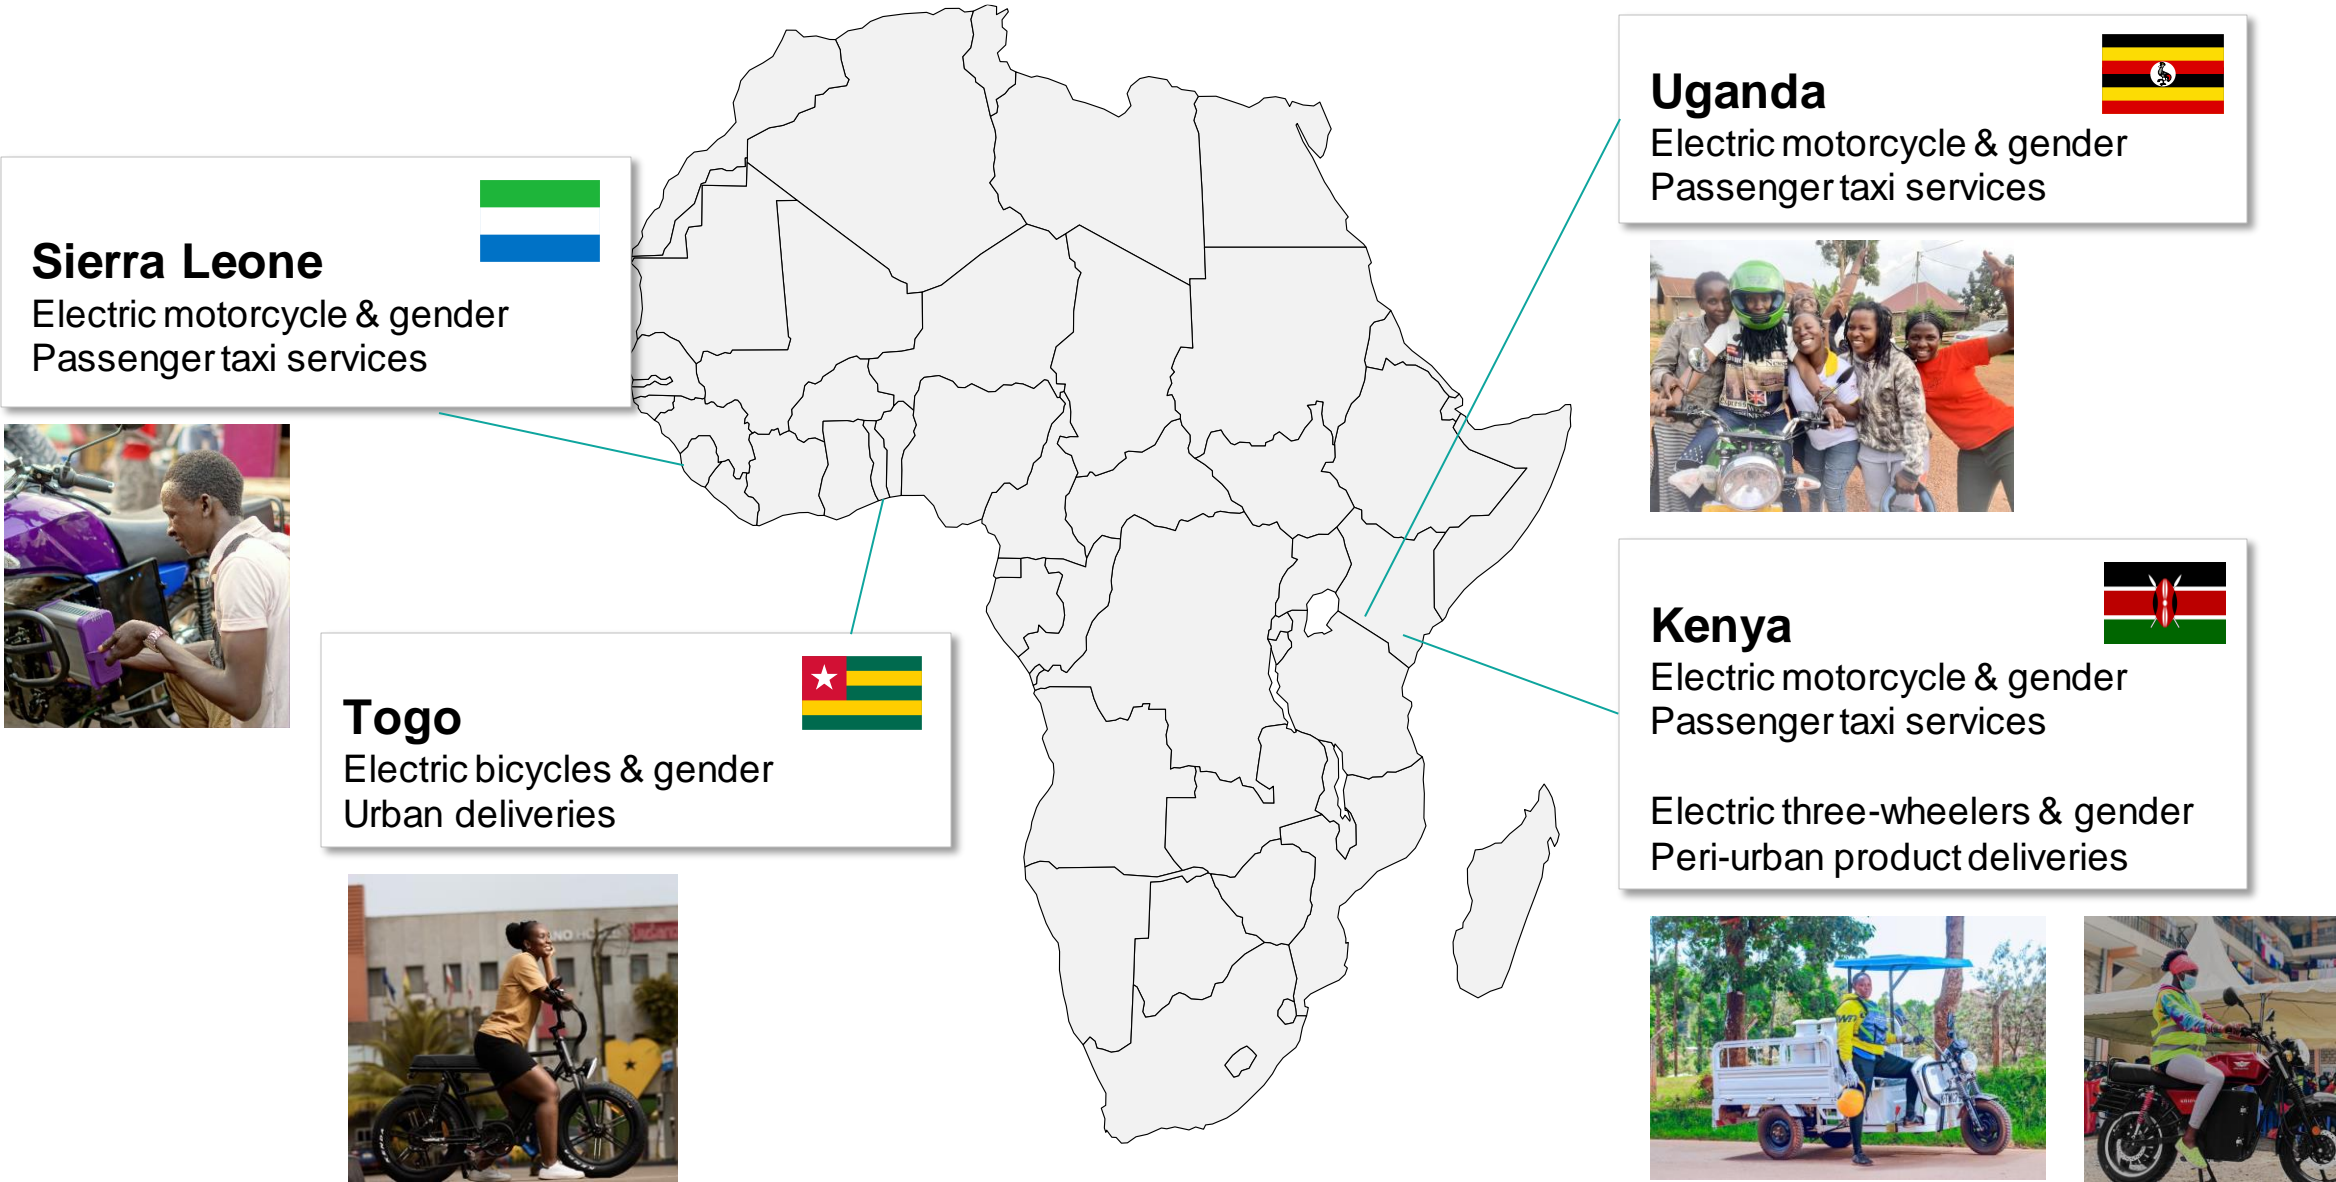 Uganda
Electric motorcycle & gender
Passenger taxi services
Sierra Leone
Electric motorcycle & gender
Passenger taxi services
Kenya
Electric motorcycle & gender
Passenger taxi services
Electric three-wheelers & gender
Peri-urban product deliveries
Togo
Electric bicycles & gender
Urban deliveries